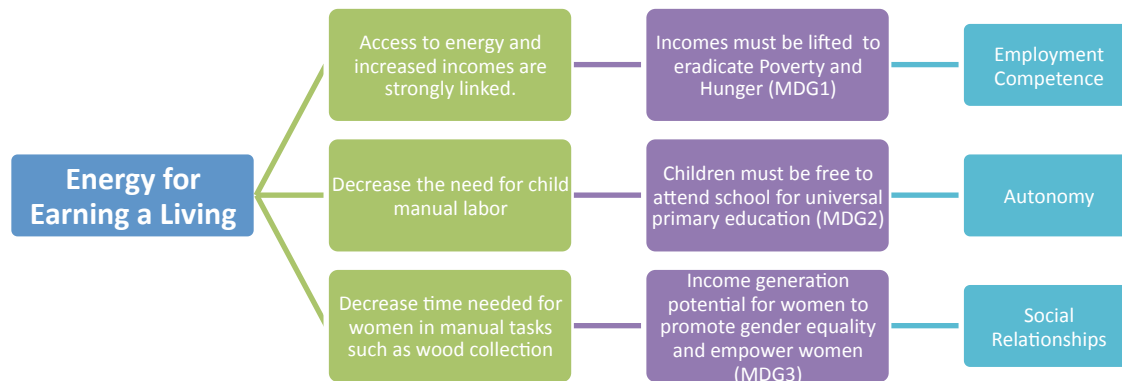 Energy for
Earning a Living
Access to energy and
increased incomes are
strongly linked.
Incomes must be lifted to
eradicate Poverty and
Hunger (MDG1)
Employment
Competence
Decrease the need for child
manual labor
Children must be free to
attend school for universal
primary education (MDG2)
Autonomy
Decrease time needed for
women in manual tasks
such as wood collection
Income generation
potential for women to
promote gender equality
and empower women
(MDG3)
Social
Relationships